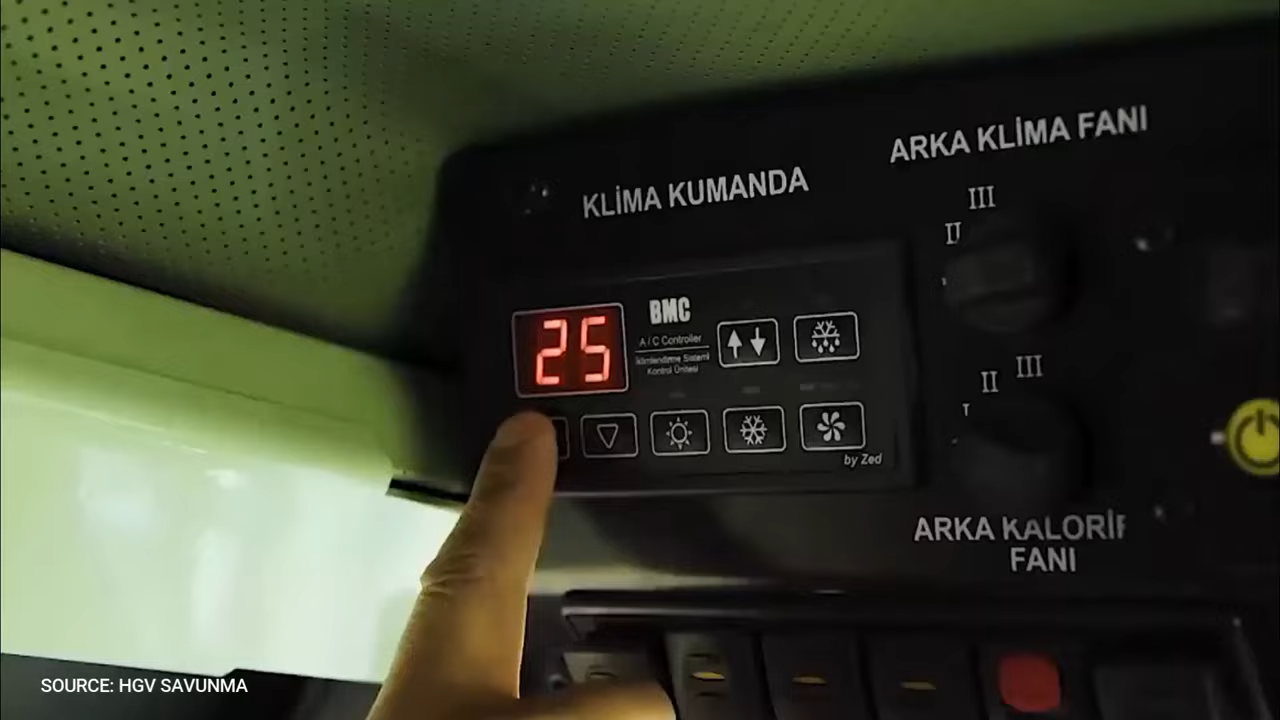 KLİMA KUMANDA
ARKA KLİMA FANI
III
II
25
BMC
A / C Controller
İklimlendirme Sistemi
Kontrol Ünitesi
by Zed
III
II
I
ARKA KALORİF
FANI
SOURCE: HGV SAVUNMA